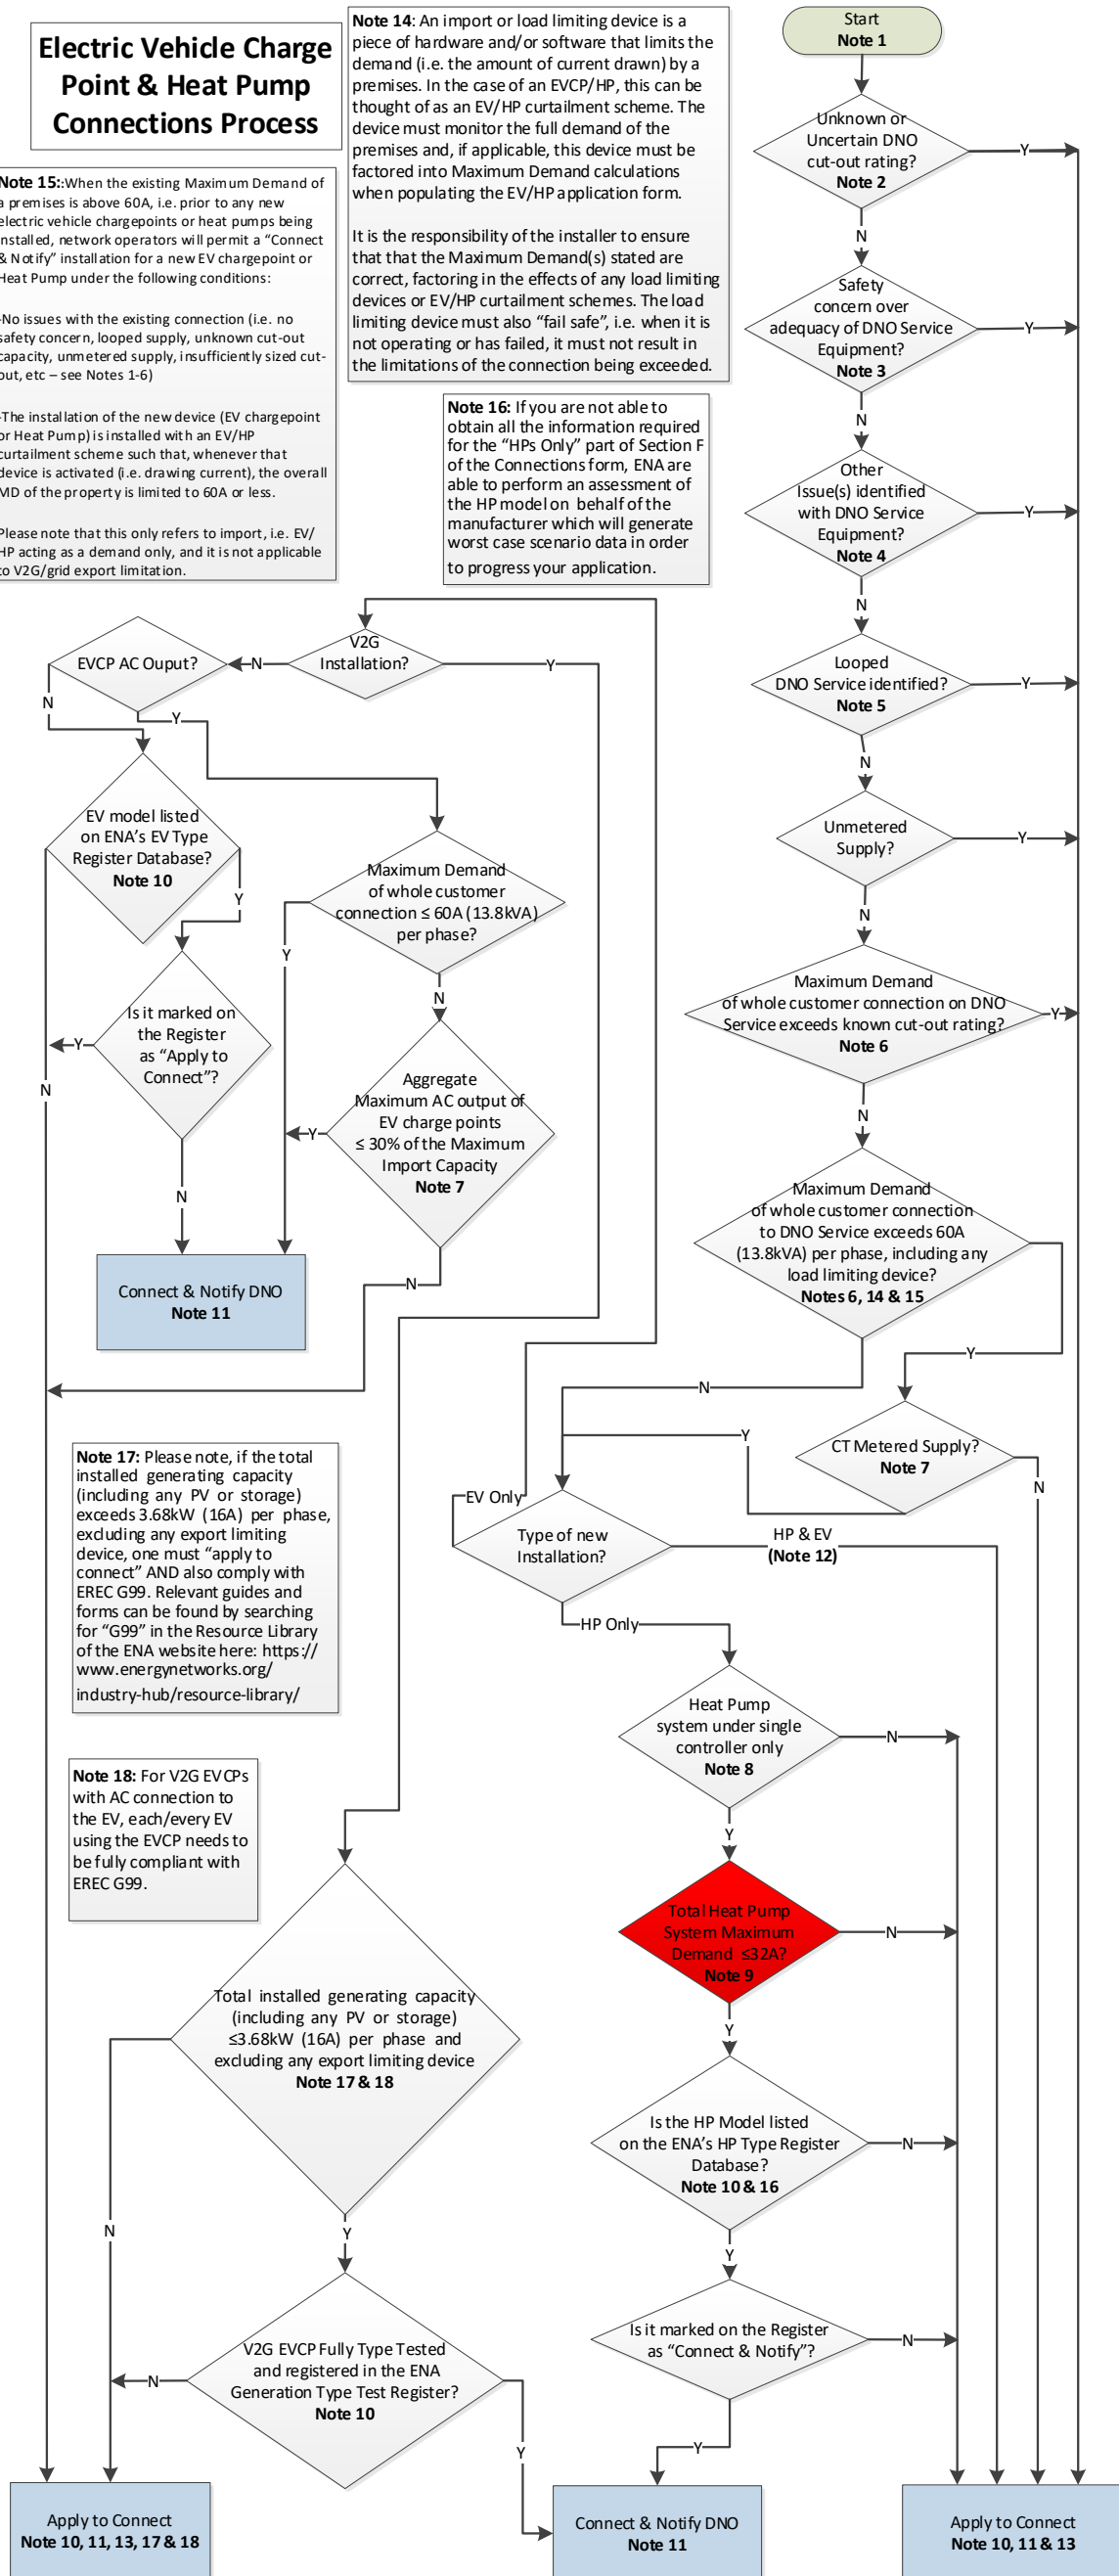 Electric Vehicle Charge
Point & Heat Pump
Connections Process
Note 14: An import or load limiting device is a
piece of hardware and/or software that limits the
demand (i.e. the amount of current drawn) by a
premises. In the case of an EVCP/HP, this can be
thought of as an EV/HP curtailment scheme. The
device must monitor the full demand of the
premises and, if applicable, this device must be
factored into Maximum Demand calculations
when populating the EV/HP application form.
It is the responsibility of the installer to ensure
that that the Maximum Demand(s) stated are
correct, factoring in the effects of any load limiting
devices or EV/HP curtailment schemes. The load
limiting device must also “fail safe”, i.e. when it is
not operating or has failed, it must not result in
the limitations of the connection being exceeded.
Note 15::When the existing Maximum Demand of
a premises is above 60A, i.e. prior to any new
electric vehicle chargepoints or heat pumps being
installed, network operators will permit a “Connect
& Notify” installation for a new EV chargepoint or
Heat Pump under the following conditions:
-No issues with the existing connection (i.e. no
safety concern, looped supply, unknown cut-out
capacity, unmetered supply, insufficiently sized cut-
out, etc – see Notes 1-6)
-The installation of the new device (EV chargepoint
or Heat Pump) is installed with an EV/HP
curtailment scheme such that, whenever that
device is activated (i.e. drawing current), the overall
MD of the property is limited to 60A or less.
Please note that this only refers to import, i.e. EV/
HP acting as a demand only, and it is not applicable
to V2G/grid export limitation.
Note 16: If you are not able to
obtain all the information required
for the “HPs Only” part of Section F
of the Connections form, ENA are
able to perform an assessment of
the HP model on behalf of the
manufacturer which will generate
worst case scenario data in order
to progress your application.
Start
Note 1
Unknown or
Uncertain DNO
cut-out rating?
Note 2
Y
N
Safety
concern over
adequacy of DNO Service
Equipment?
Note 3
Y
N
Other
Issue(s) identified
with DNO Service
Equipment?
Note 4
Y
N
Looped
DNO Service identified?
Note 5
Y
N
Unmetered
Supply?
Y
N
Maximum Demand
of whole customer connection on DNO
Service exceeds known cut-out rating?
Note 6
Y
N
Maximum Demand
of whole customer connection
to DNO Service exceeds 60A
(13.8kVA) per phase, including any
load limiting device?
Notes 6, 14 & 15
Y
N
CT Metered Supply?
Note 7
Y
N
Type of new
Installation?
EV Only
HP & EV
(Note 12)
HP Only
V2G
Installation?
N
Y
EVCP AC Ouput?
N
Y
EV model listed
on ENA’s EV Type
Register Database?
Note 10
Y
N
Is it marked on
the Register
as “Apply to
Connect”?
Y
N
Maximum Demand
of whole customer
connection ≤ 60A (13.8kVA)
per phase?
Y
N
Aggregate
Maximum AC output of
EV charge points
≤ 30% of the Maximum
Import Capacity
Note 7
Y
N
Connect & Notify DNO
Note 11
Note 17: Please note, if the total
installed generating capacity
(including any PV or storage)
exceeds 3.68kW (16A) per phase,
excluding any export limiting
device, one must “apply to
connect” AND also comply with
EREC G99. Relevant guides and
forms can be found by searching
for “G99” in the Resource Library
of the ENA website here: https://
www.energynetworks.org/
industry-hub/resource-library/
Note 18: For V2G EVCPs
with AC connection to
the EV, each/every EV
using the EVCP needs to
be fully compliant with
EREC G99.
Heat Pump
system under single
controller only
Note 8
N
Y
Total Heat Pump
System Maximum
Demand ≤32A?
Note 9
N
Y
Is the HP Model listed
on the ENA’s HP Type Register
Database?
Note 10 & 16
N
Y
Is it marked on the Register
as “Connect & Notify”?
N
Y
Total installed generating capacity
(including any PV or storage)
≤3.68kW (16A) per phase and
excluding any export limiting device
Note 17 & 18
N
Y
V2G EVCP Fully Type Tested
and registered in the ENA
Generation Type Test Register?
Note 10
N
Y
Apply to Connect
Note 10, 11, 13, 17 & 18
Connect & Notify DNO
Note 11
Apply to Connect
Note 10, 11 & 13